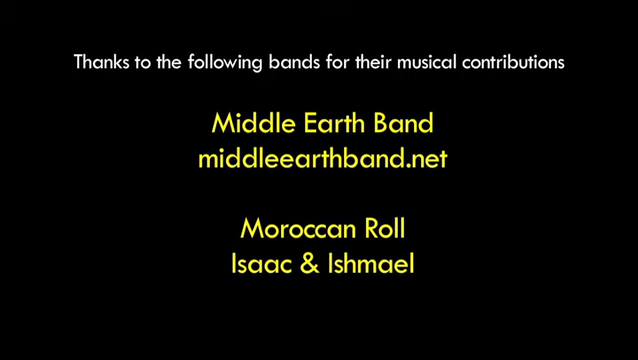 Thanks to the following bands for their musical contributions
Middle Earth Band
middleearthband.net
Moroccan Roll
Isaac & Ishmael